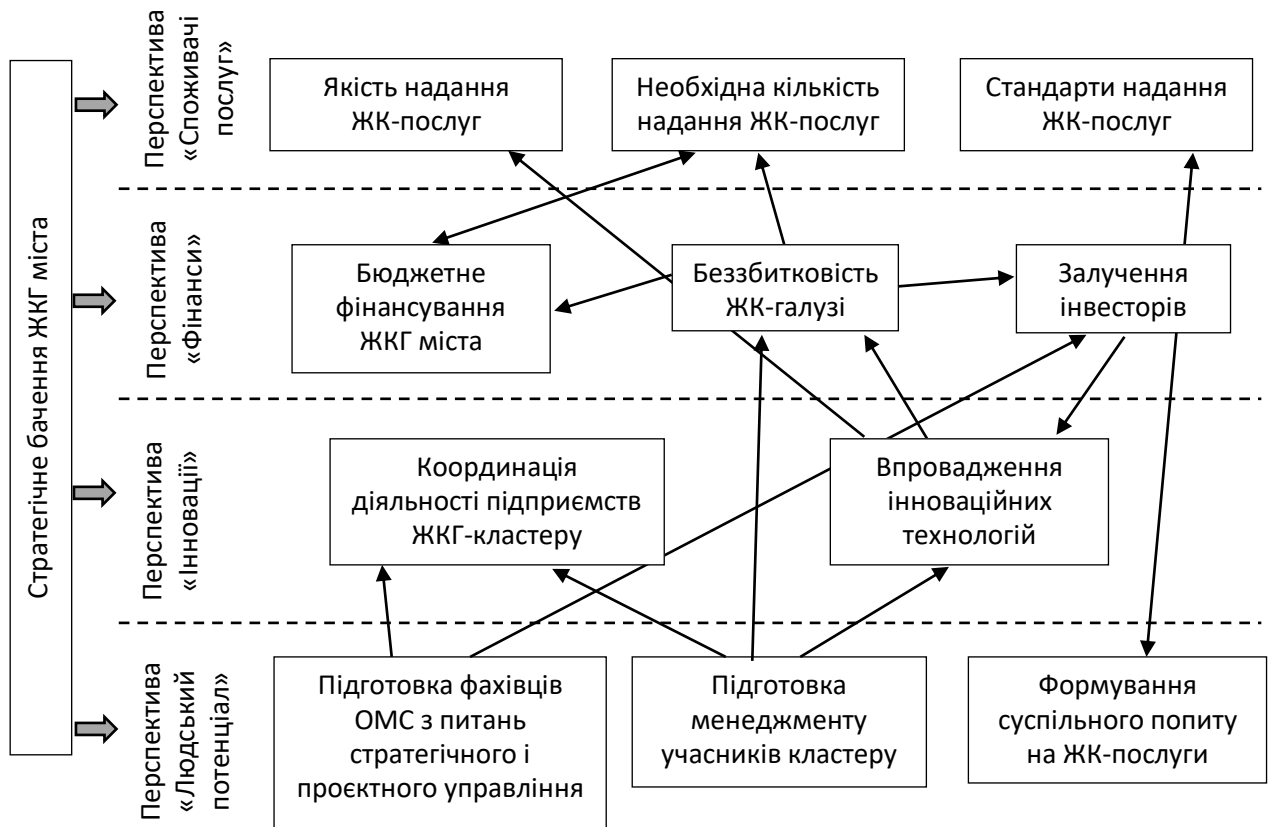 Стратегічне бачення ЖКГ міста
Перспектива
«Споживачі
послуг»
Якість надання
ЖК-послуг
Необхідна кількість
надання ЖК-послуг
Стандарти надання
ЖК-послуг
Перспектива
«Фінанси»
Бюджетне
фінансування
ЖКГ міста
Беззбитковість
ЖК-галузі
Залучення
інвесторів
Перспектива
«Інновації»
Координація
діяльності підприємств
ЖКГ-кластеру
Впровадження
інноваційних
технологій
Перспектива
«Людський
потенціал»
Підготовка фахівців
ОМС з питань
стратегічного і
проєктного управління
Підготовка
менеджменту
учасників кластеру
Формування
суспільного попиту
на ЖК-послуги